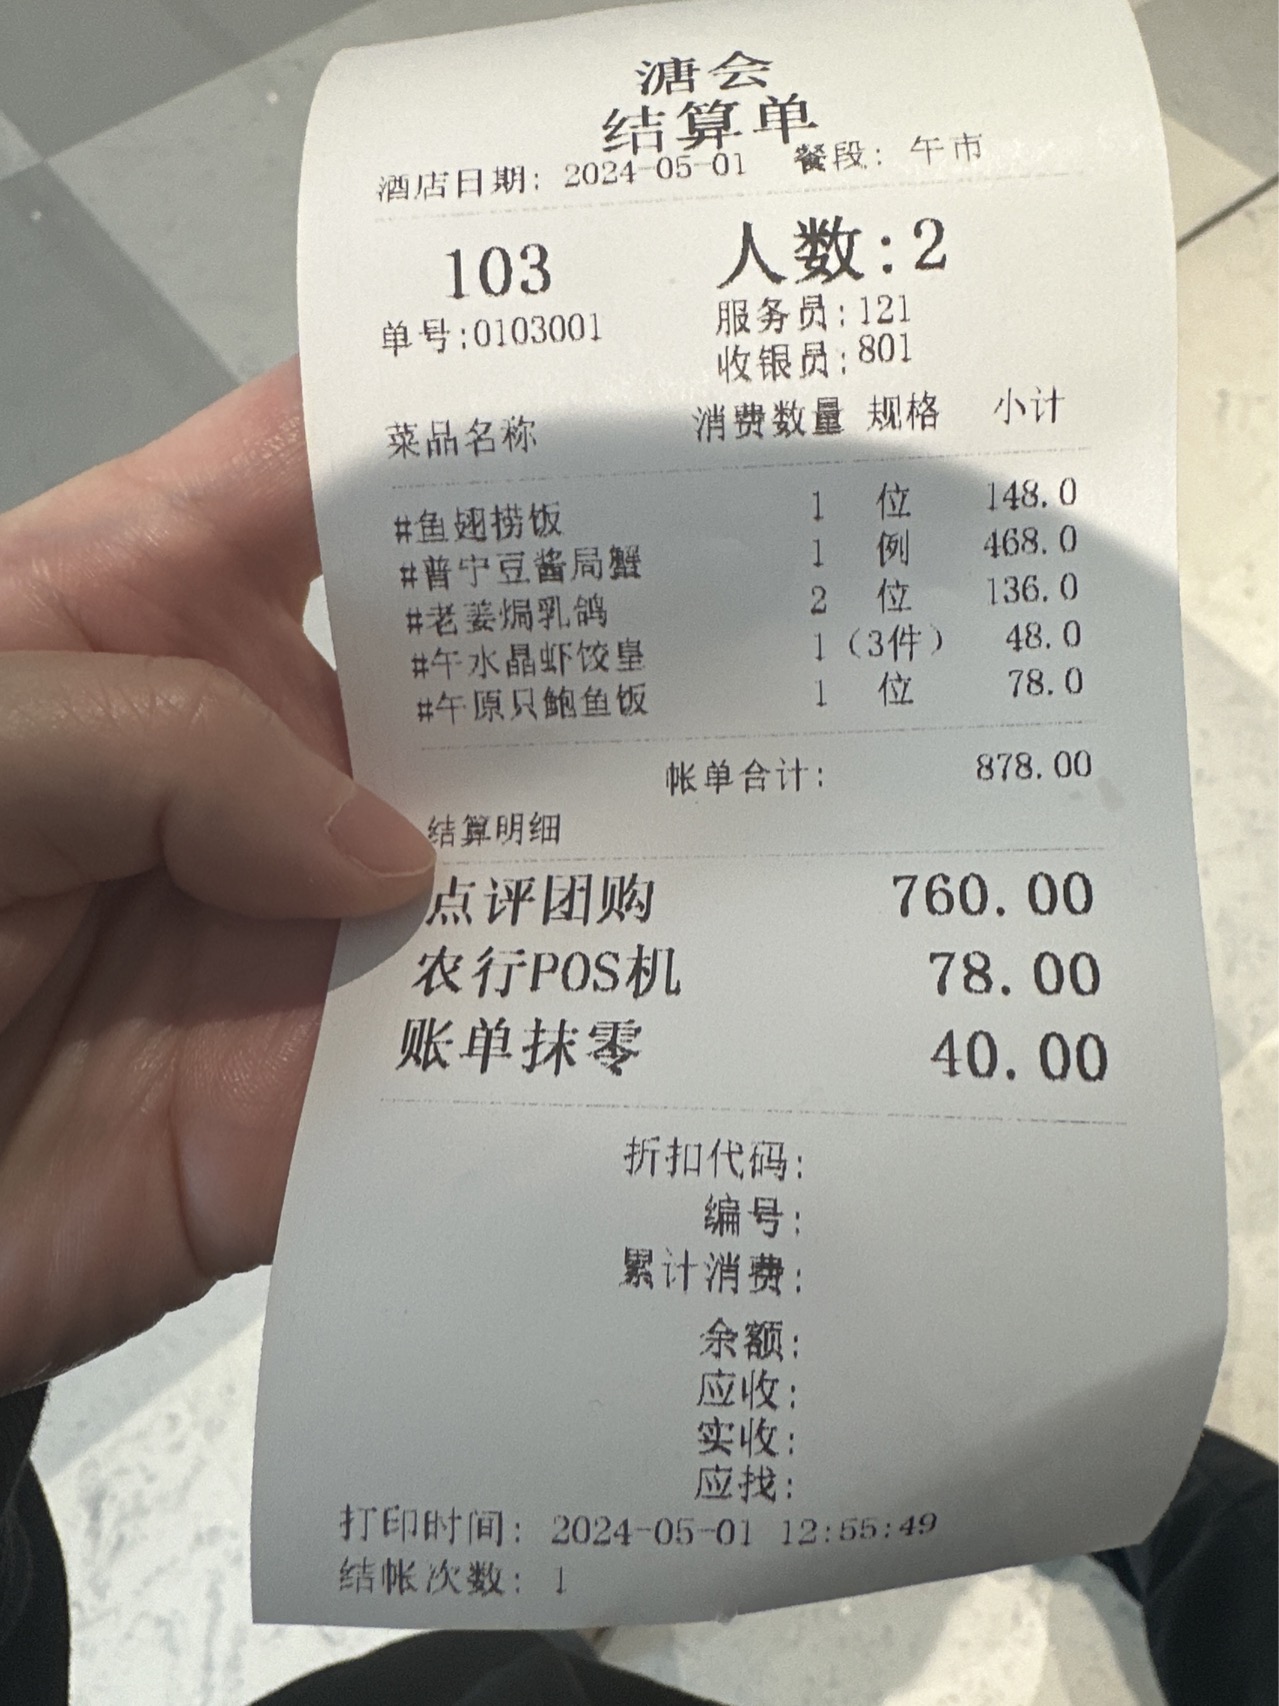 溏会
结算单
酒店日期: 2024-05-01 餐段: 午市
103 人数:2
单号:0103001 服务员:121
收银员:801
菜品名称 消费数量 规格 小计
#鱼翅捞饭 1 位 148.0
#普宁豆酱局蟹 1 例 468.0
#老姜焗乳鸽 2 位 136.0
#午水晶虾饺皇 1 (3件) 48.0
#午原只鲍鱼饭 1 位 78.0
帐单合计: 878.00
结算明细
点评团购 760.00
农行POS机 78.00
账单抹零 40.00
折扣代码:
编号:
累计消费:
余额:
应收:
实收:
应找:
打印时间: 2024-05-01 12:55:49
结帐次数: 1